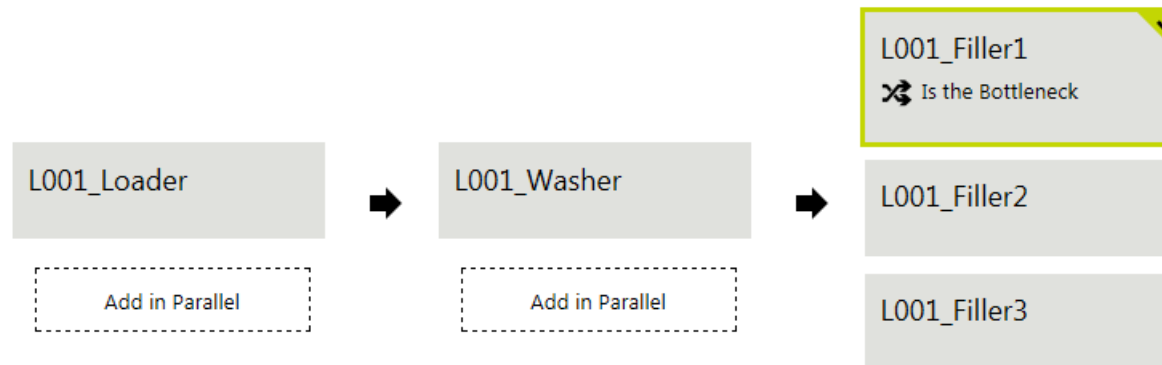 L001_Loader
Add in Parallel
L001_Washer
Add in Parallel
L001_Filler1
Is the Bottleneck
L001_Filler2
L001_Filler3